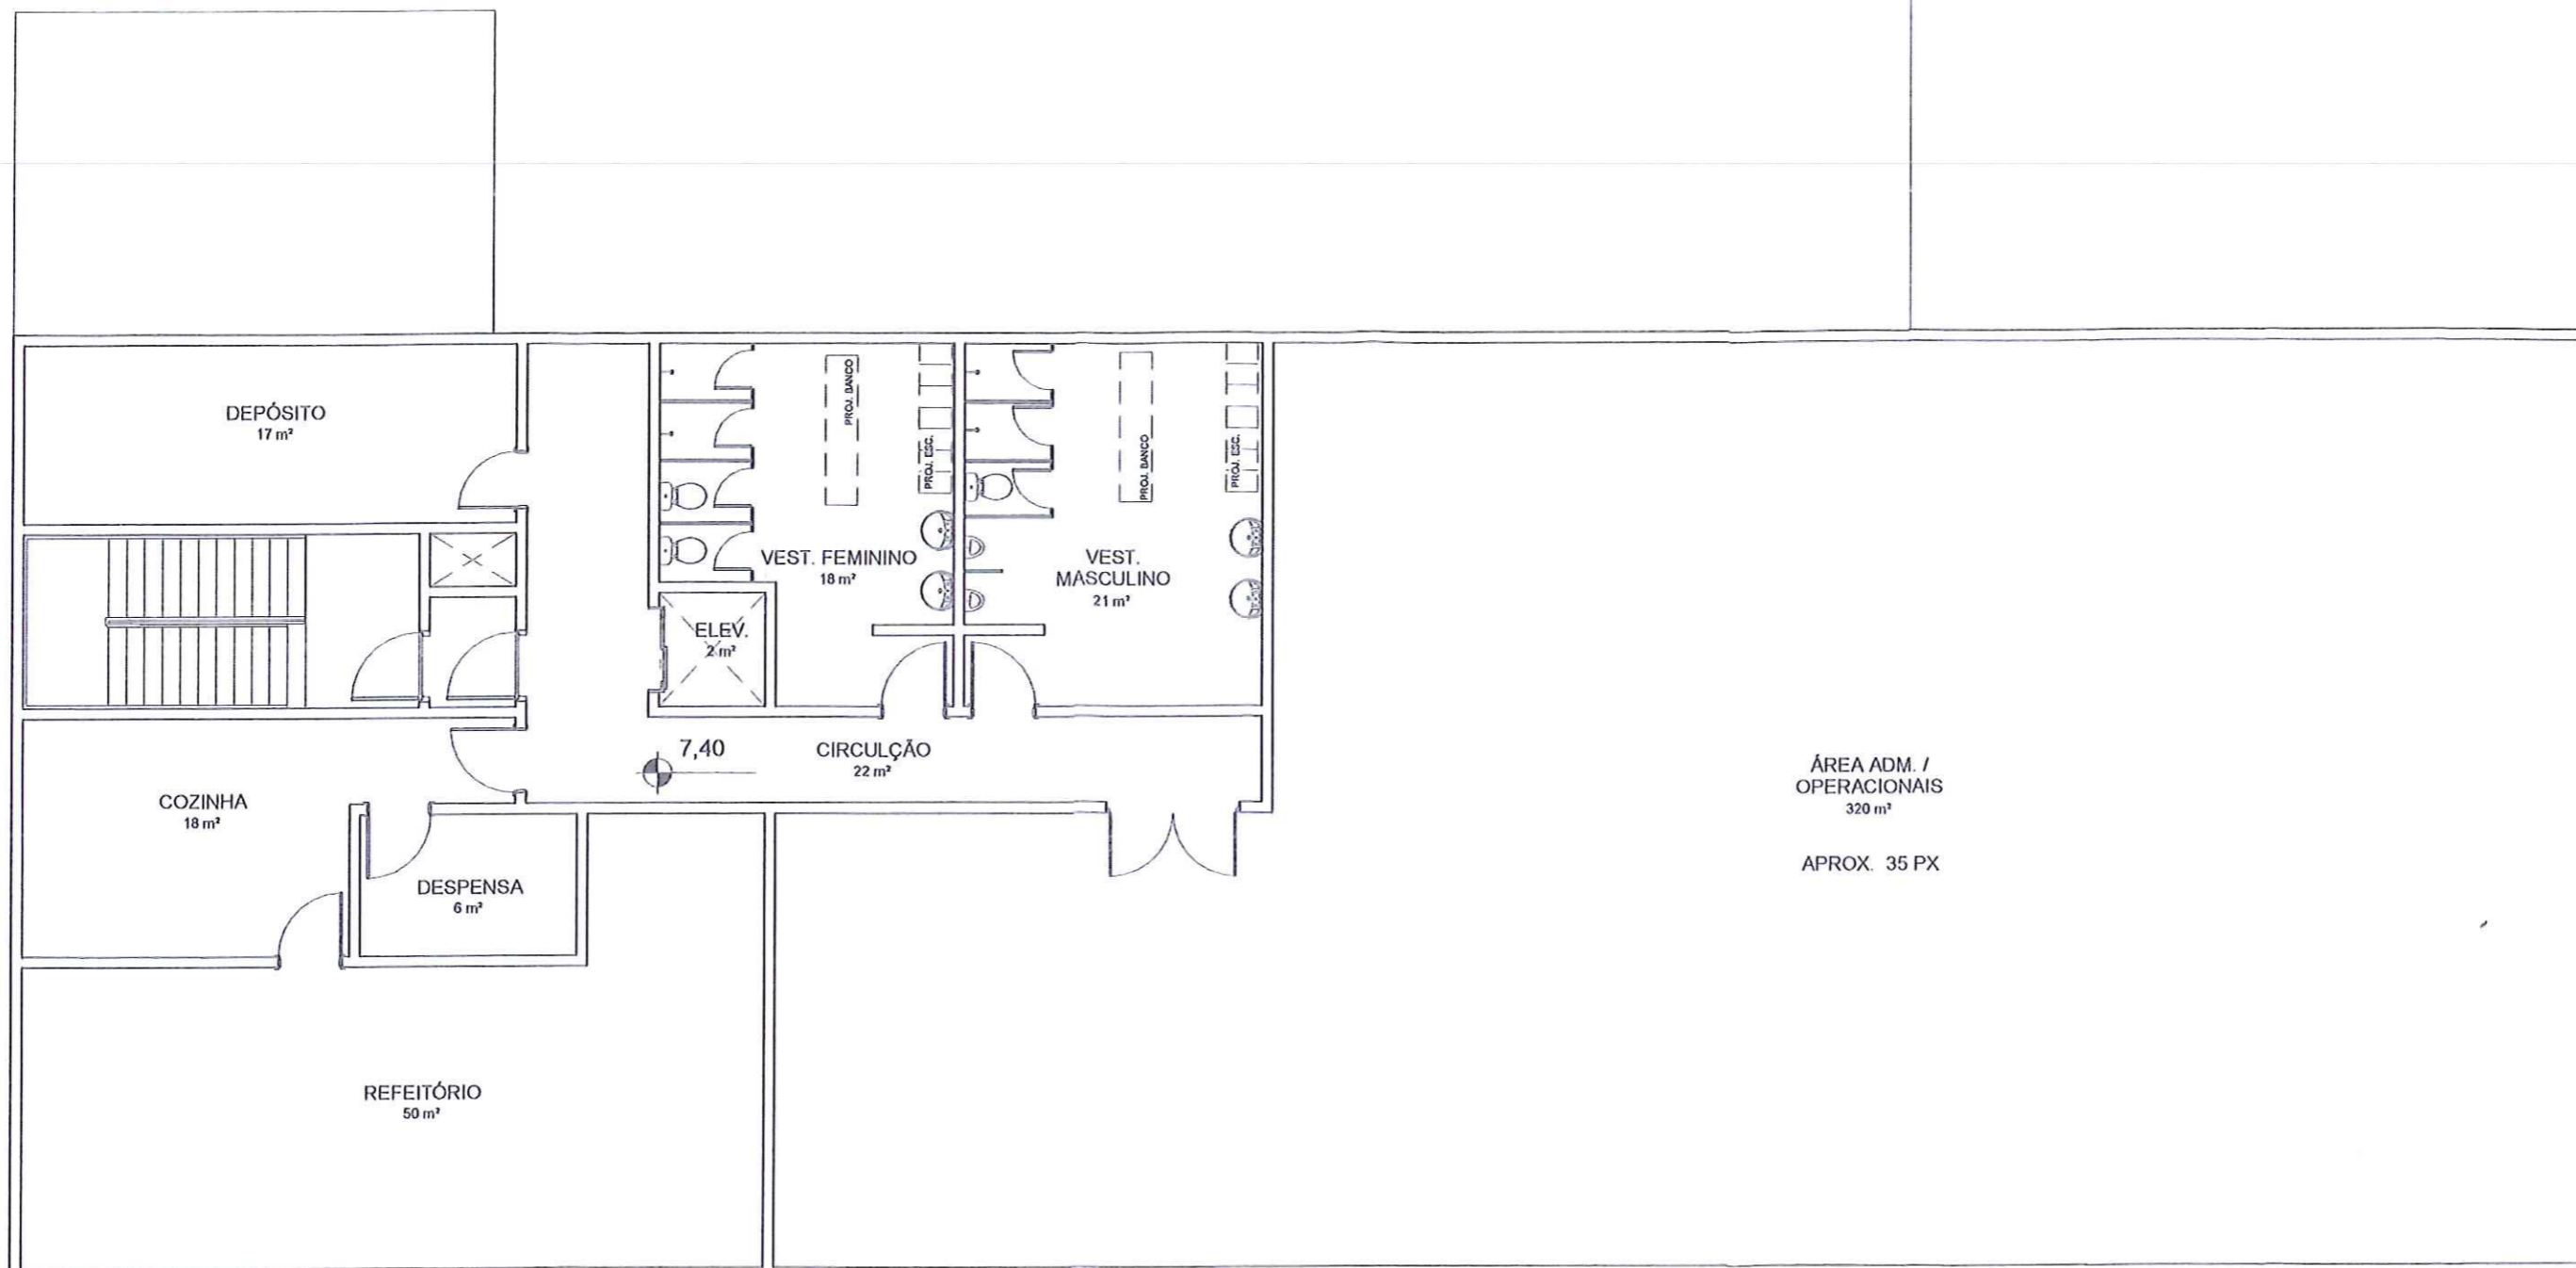 DEPÓSITO
17 m²
PROJ. BANCO
PROJ. ESC.
PROJ. BANCO
PROJ. ESC.
VEST. FEMININO
18 m²
VEST.
MASCULINO
21 m²
ELEV.
2 m²
7,40
CIRCULÇÃO
22 m²
COZINHA
18 m²
DESPENSA
6 m²
ÁREA ADM. /
OPERACIONAIS
320 m²
APROX. 35 PX
REFEITÓRIO
50 m²